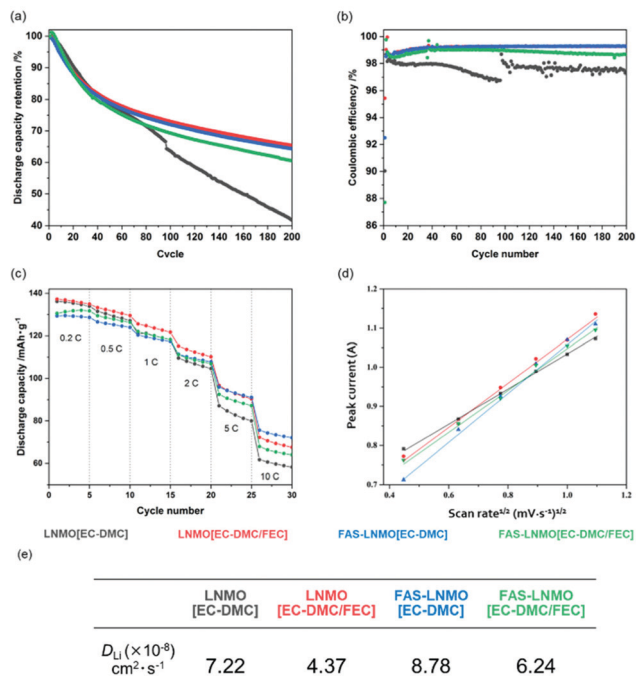 (a)
Discharge capacity retention /%
100
90
80
70
60
50
40
0 20 40 60 80 100 120 140 160 180 200
Cycle
(b)
Coulombic efficiency /%
100
98
96
94
92
90
88
86
0 20 40 60 80 100 120 140 160 180 200
Cycle number
(c)
Discharge capacity /mAh·g⁻¹
140
120
100
80
60
0.2 C
0.5 C
1 C
2 C
5 C
10 C
0 5 10 15 20 25 30
Cycle number
(d)
Peak current (A)
1.2
1.1
1.0
0.9
0.8
0.7
0.4 0.6 0.8 1.0 1.2
Scan rate¹/² (mV·s⁻¹)¹/²
LNMO[EC-DMC] LNMO[EC-DMC/FEC] FAS-LNMO[EC-DMC] FAS-LNMO[EC-DMC/FEC]
(e)
LNMO LNMO FAS-LNMO FAS-LNMO
[EC-DMC] [EC-DMC/FEC] [EC-DMC] [EC-DMC/FEC]
D_Li (×10⁻⁸)
cm²·s⁻¹ 7.22 4.37 8.78 6.24